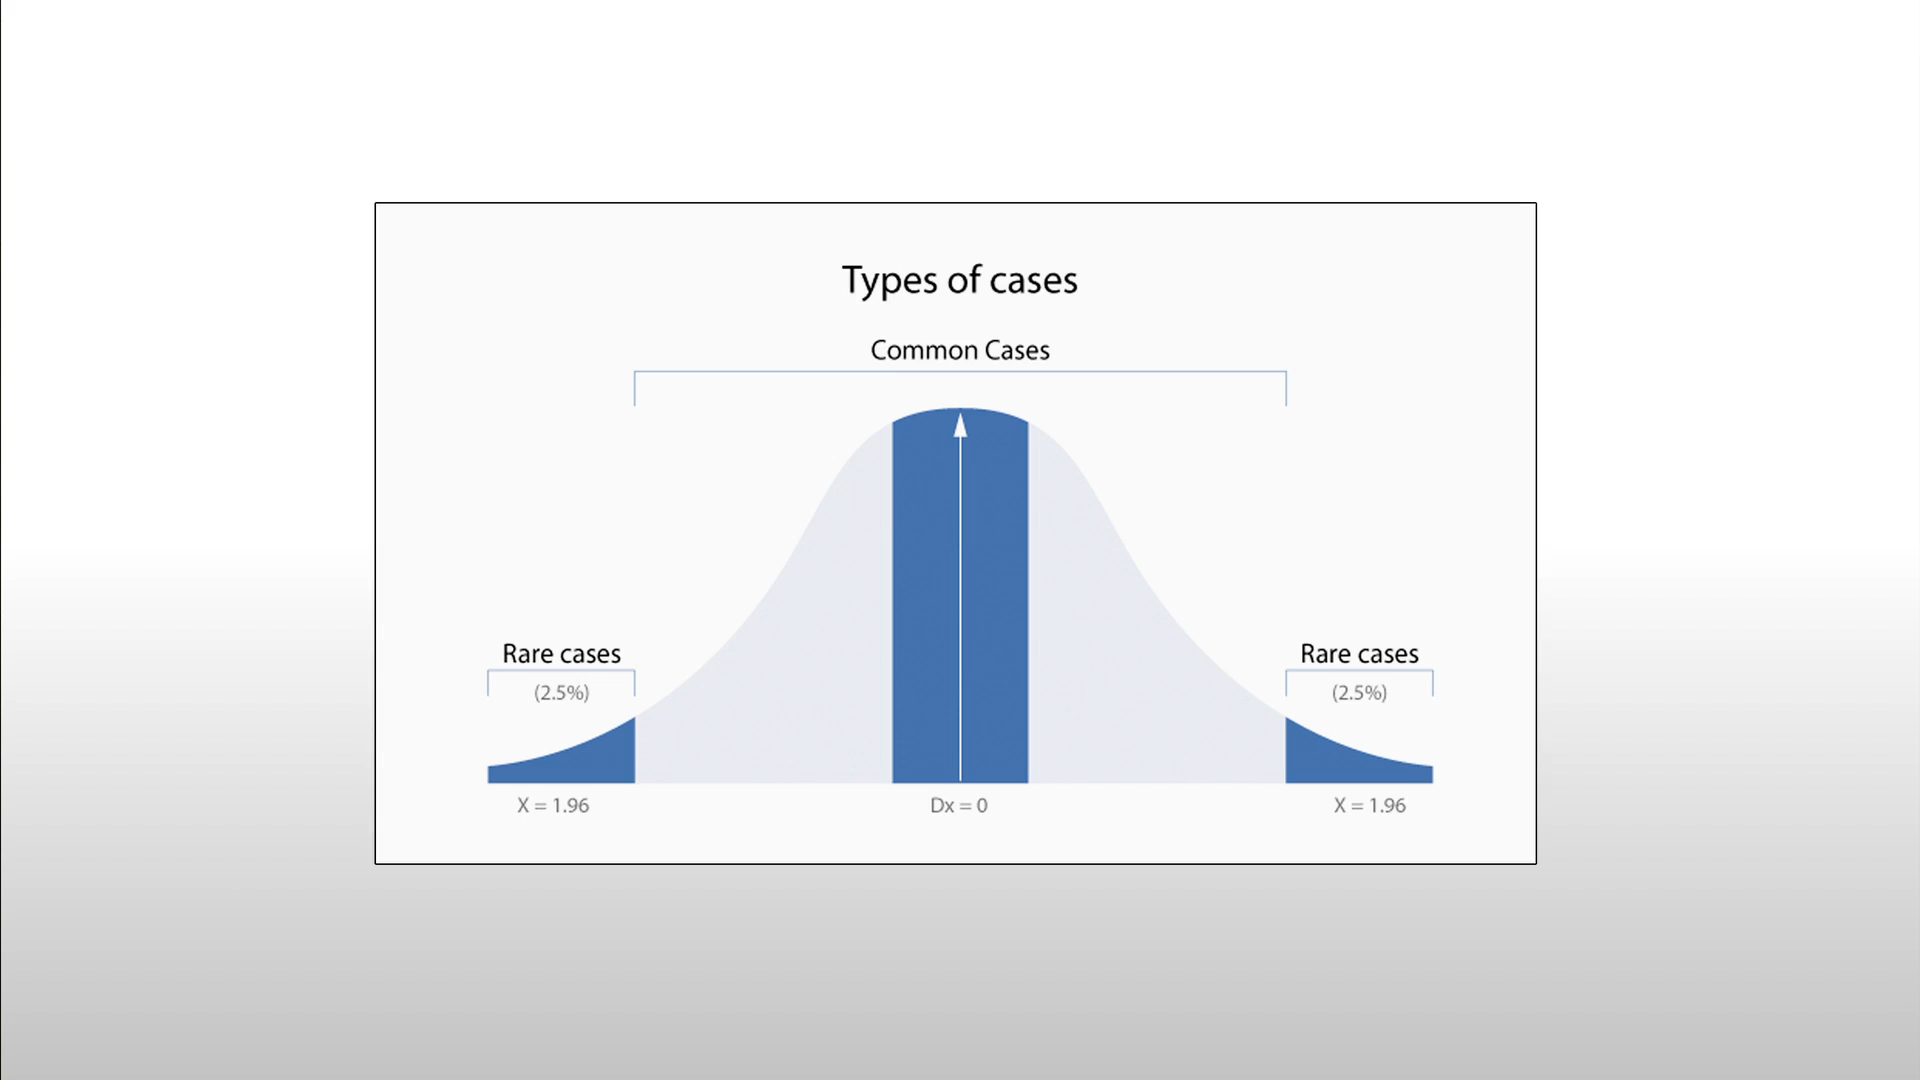 Types of cases
Common Cases
Rare cases
(2.5%)
Rare cases
(2.5%)
X = 1.96
Dx = 0
X = 1.96